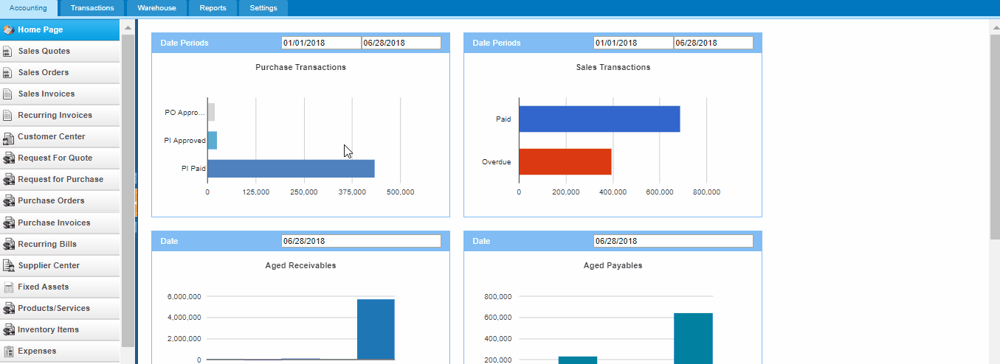 Accounting Transactions Warehouse Reports Settings
Home Page
Sales Quotes
Sales Orders
Sales Invoices
Recurring Invoices
Customer Center
Request For Quote
Request for Purchase
Purchase Orders
Purchase Invoices
Recurring Bills
Supplier Center
Fixed Assets
Products/Services
Inventory Items
Expenses
Date Periods 01/01/2018 06/28/2018
Purchase Transactions
PO Appro...
PI Approved
PI Paid
0 125,000 250,000 375,000 500,000
Date Periods 01/01/2018 06/28/2018
Sales Transactions
Paid
Overdue
0 200,000 400,000 600,000 800,000
Date 06/28/2018
Aged Receivables
6,000,000
4,000,000
2,000,000
0
Date 06/28/2018
Aged Payables
800,000
600,000
400,000
200,000